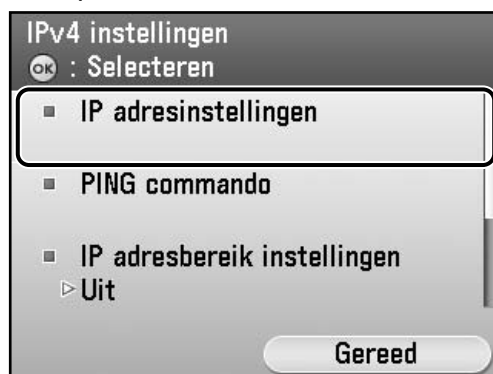 IPv4 instellingen
OK : Selecteren
IP adresinstellingen
PING commando
IP adresbereik instellingen
Uit
Gereed